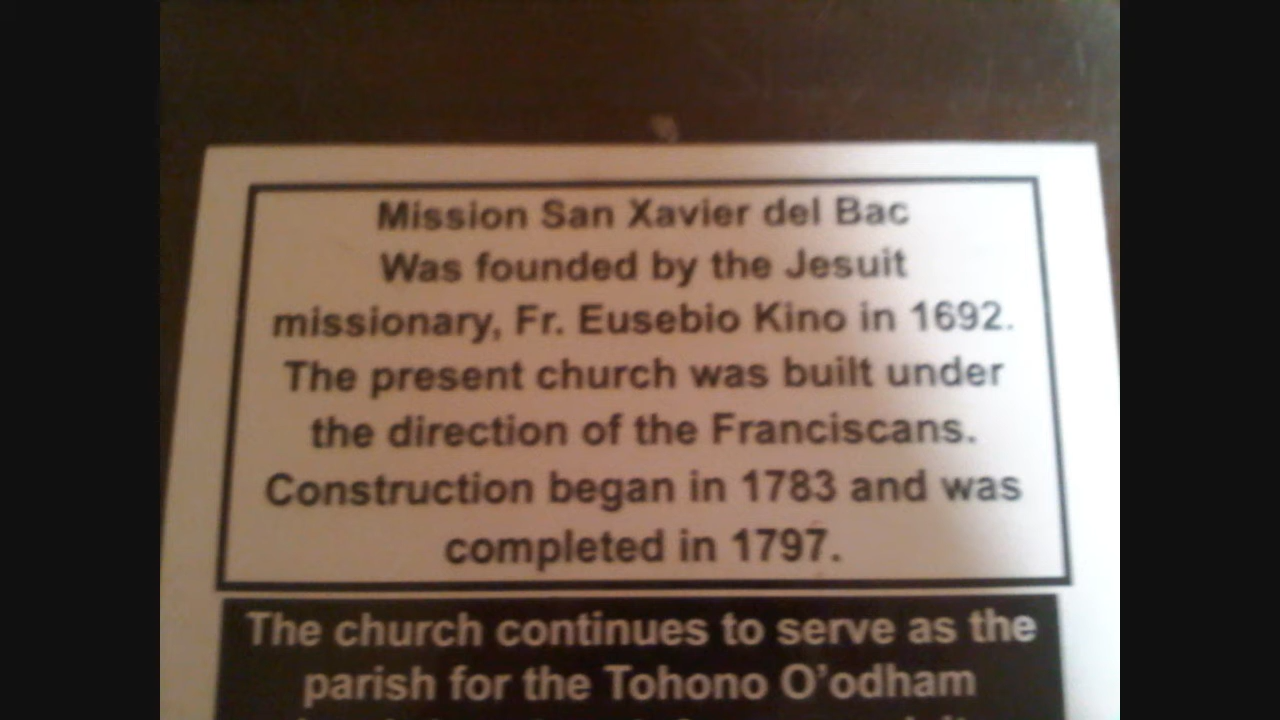 Mission San Xavier del Bac
Was founded by the Jesuit
missionary, Fr. Eusebio Kino in 1692.
The present church was built under
the direction of the Franciscans.
Construction began in 1783 and was
completed in 1797.
The church continues to serve as the
parish for the Tohono O'odham